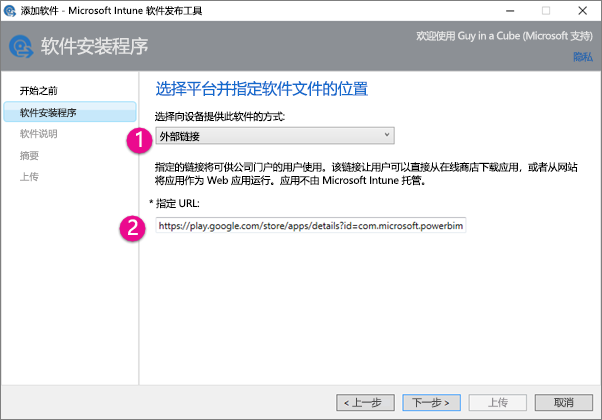 添加软件 - Microsoft Intune 软件发布工具
欢迎使用 Guy in a Cube (Microsoft 支持)
软件安装程序
隐私
开始之前
软件安装程序
软件说明
摘要
上传
选择平台并指定软件文件的位置
选择向设备提供此软件的方式:
1
外部链接
指定的链接将可供公司门户的用户使用。该链接让用户可以直接从在线商店下载应用，或者从网站
将应用作为 Web 应用运行。应用不由 Microsoft Intune 托管。
* 指定 URL:
2
https://play.google.com/store/apps/details?id=com.microsoft.powerbim
< 上一步
下一步 >
上传
取消